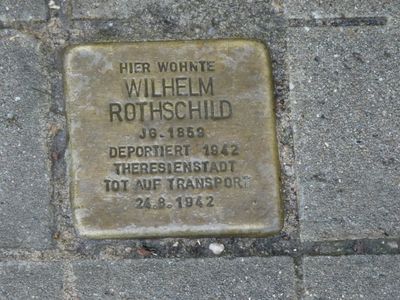 HIER WOHNTE
WILHELM
ROTHSCHILD
JG. 1859
DEPORTIERT 1942
THERESIENSTADT
TOT AUF TRANSPORT
24.8.1942